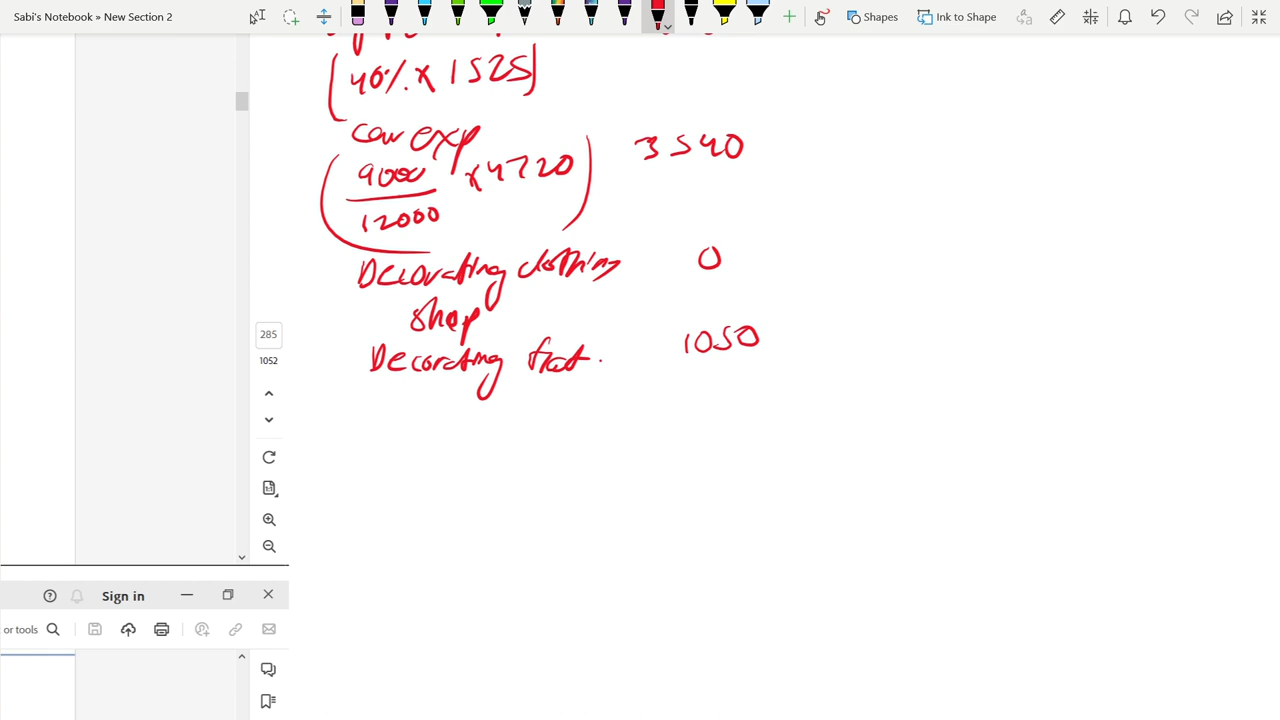 Sabi's Notebook » New Section 2
Shapes
Ink to Shape
(40% x 1525)
car exp
(9000/12000 x 4720) 3540
Decorating clothing 0
shop
Decorating flat. 1050
285
1052
Sign in
or tools